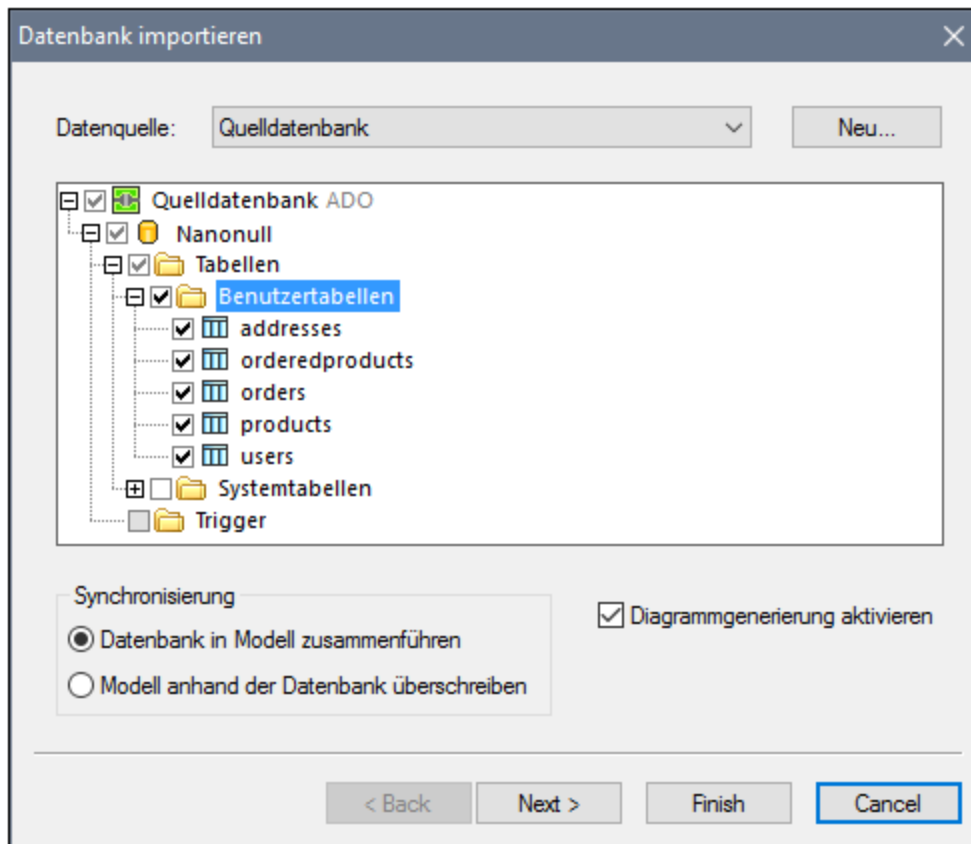 Datenbank importieren
Datenquelle: Quelldatenbank Neu...
Quelldatenbank ADO
Nanonull
Tabellen
Benutzertabellen
addresses
orderedproducts
orders
products
users
Systemtabellen
Trigger
Synchronisierung
Datenbank in Modell zusammenführen
Modell anhand der Datenbank überschreiben
Diagrammgenerierung aktivieren
< Back Next > Finish Cancel